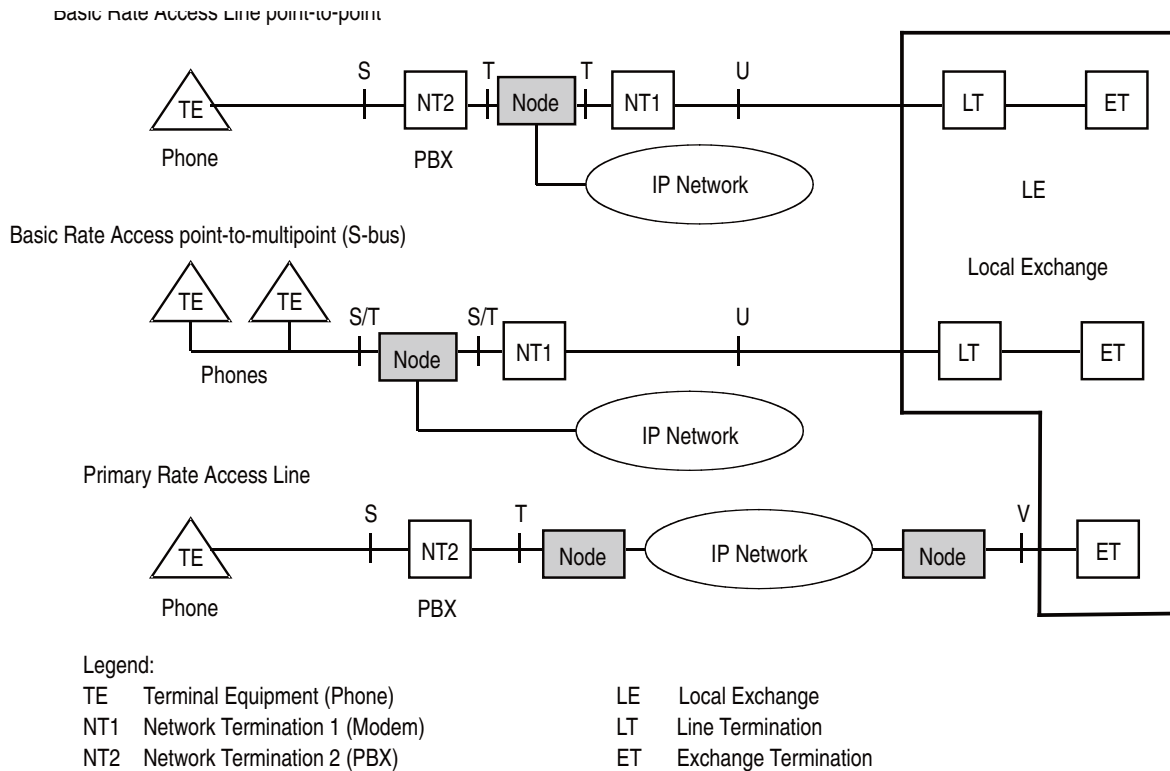 Basic Rate Access Line point-to-point
S T T U
TE NT2 Node NT1 LT ET
Phone PBX
IP Network LE
Basic Rate Access point-to-multipoint (S-bus)
Local Exchange
TE TE
S/T S/T U
Node NT1 LT ET
Phones
IP Network
Primary Rate Access Line
S T V
TE NT2 Node IP Network Node ET
Phone PBX
Legend:
TE Terminal Equipment (Phone) LE Local Exchange
NT1 Network Termination 1 (Modem) LT Line Termination
NT2 Network Termination 2 (PBX) ET Exchange Termination